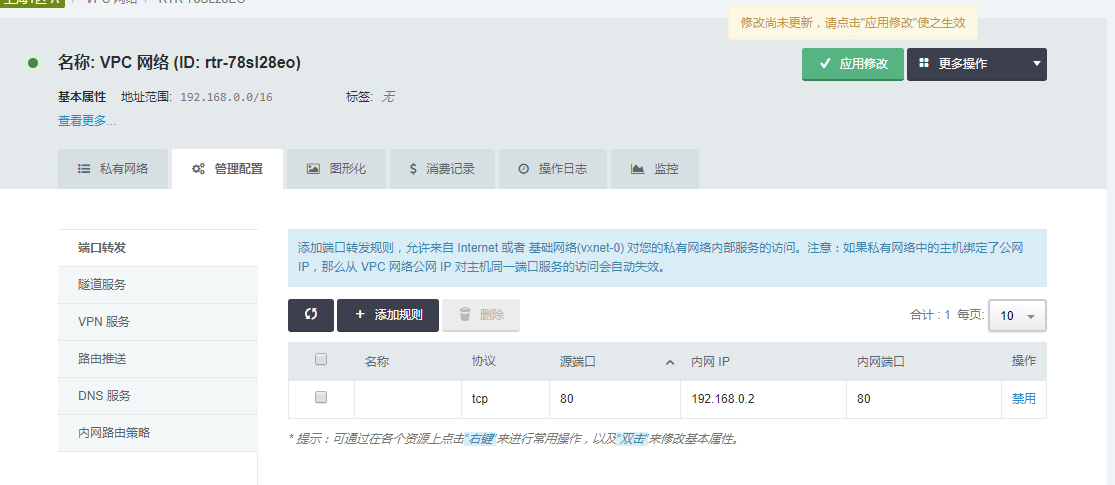 上海1区-A / VPC 网络 / RTR-78SL28EO
修改尚未更新，请点击"应用修改"使之生效
名称: VPC 网络 (ID: rtr-78sl28eo)
应用修改
更多操作
基本属性 地址范围: 192.168.0.0/16 标签: 无
查看更多...
私有网络 管理配置 图形化 消费记录 操作日志 监控
端口转发
隧道服务
VPN 服务
路由推送
DNS 服务
内网路由策略
添加端口转发规则，允许来自 Internet 或者 基础网络(vxnet-0) 对您的私有网络内部服务的访问。注意：如果私有网络中的主机绑定了公网
IP，那么从 VPC 网络公网 IP 对主机同一端口服务的访问会自动失效。
+ 添加规则 删除 合计 : 1 每页: 10
名称 协议 源端口 内网 IP 内网端口 操作
tcp 80 192.168.0.2 80 禁用
* 提示：可通过在各个资源上点击"右键"来进行常用操作，以及"双击"来修改基本属性。